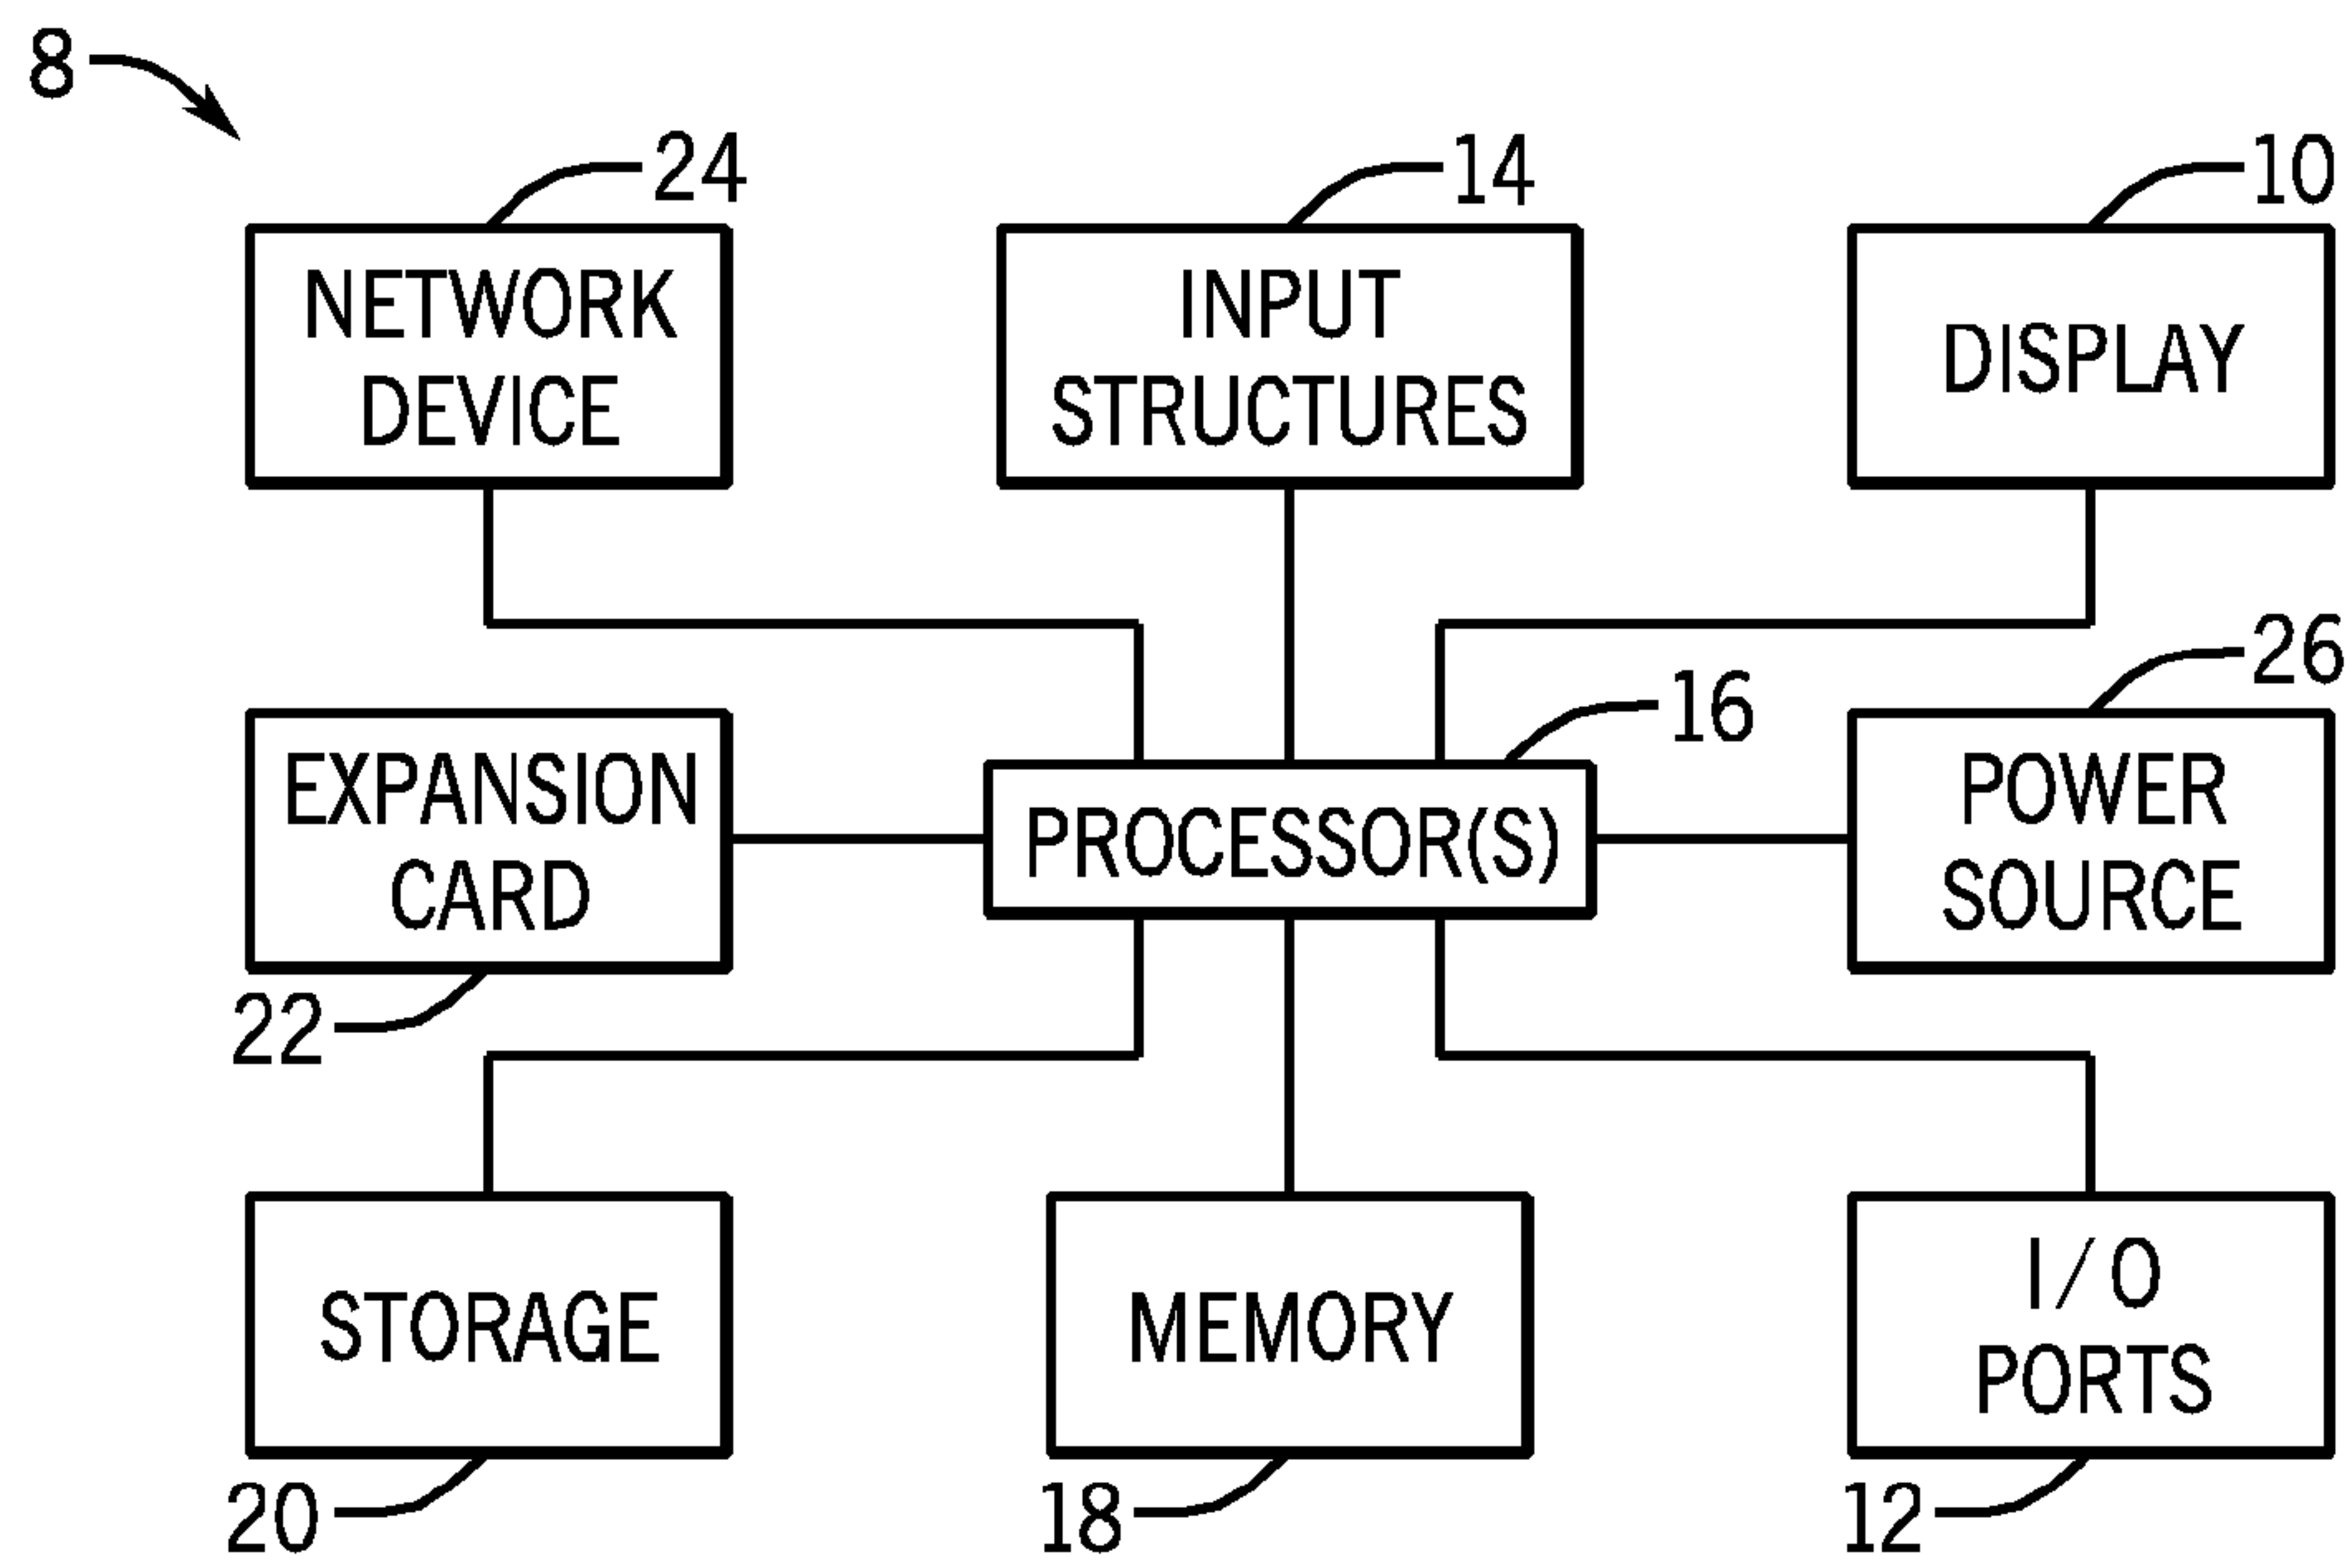 8
24
14
10
NETWORK
DEVICE
INPUT
STRUCTURES
DISPLAY
26
16
EXPANSION
CARD
PROCESSOR(S)
POWER
SOURCE
22
STORAGE
MEMORY
I/O
PORTS
20
18
12